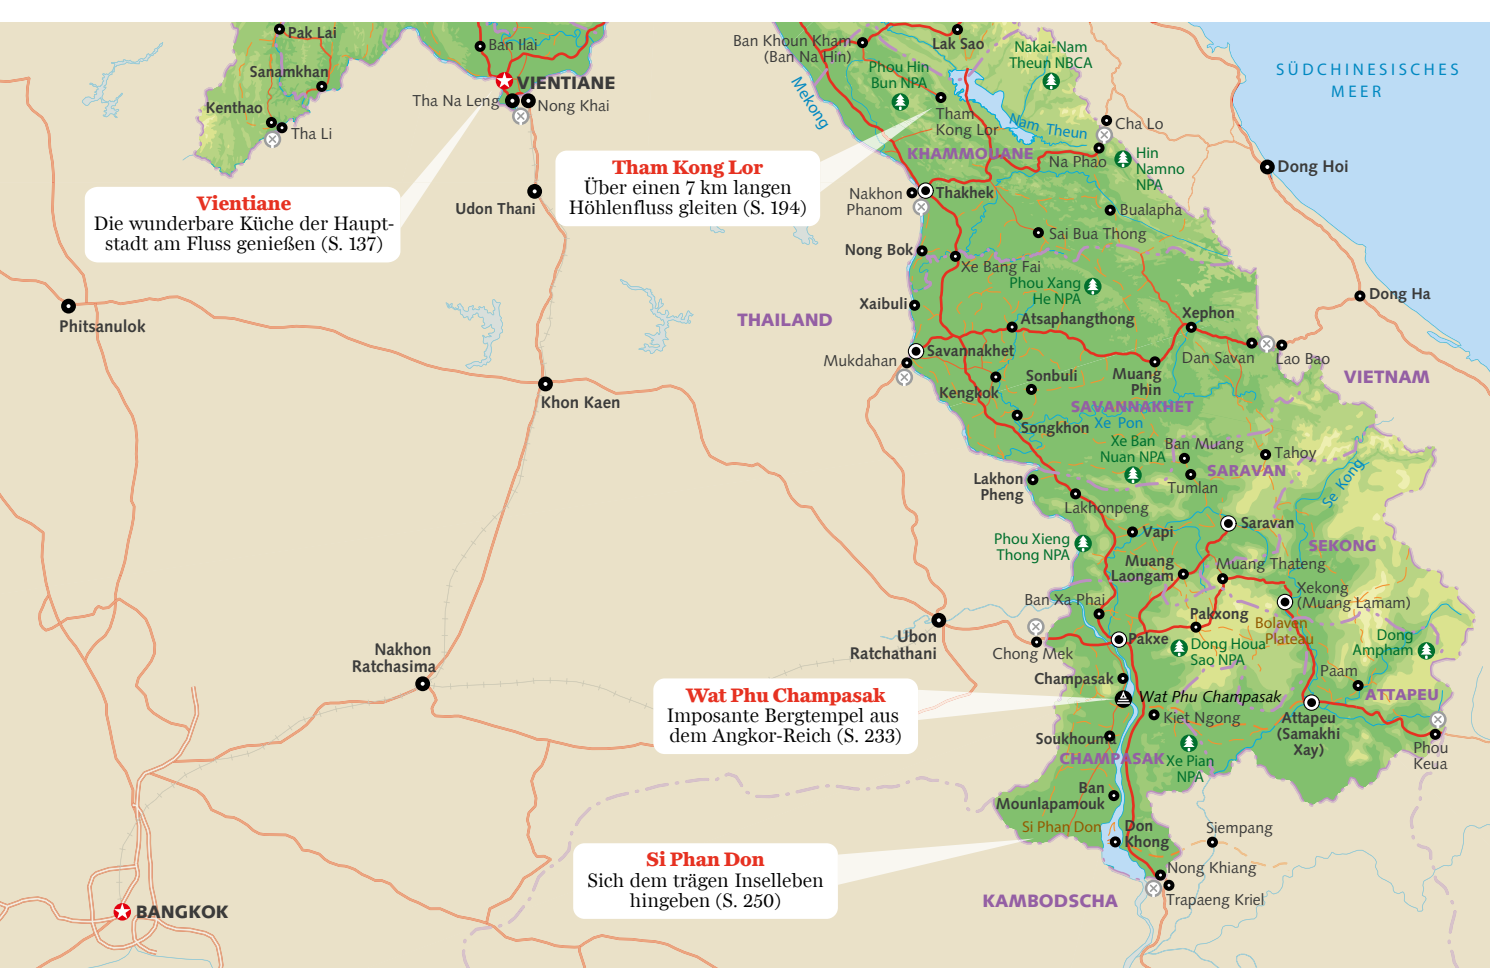 Pak Lai
Ban Ilai
Sanamkhan
VIENTIANE
Kenthao
Tha Na Leng
Nong Khai
Tha Li
Vientiane
Die wunderbare Küche der Haupt-
stadt am Fluss genießen (S. 137)
Udon Thani
Phitsanulok
Khon Kaen
Nakhon
Ratchasima
BANGKOK
THAILAND
Mekong
Ban Khoun Kham
(Ban Na Hin)
Lak Sao
Nakai-Nam
Theun NBCA
Phou Hin
Bun NPA
Tham
Kong Lor
Nam Theun
Cha Lo
KHAMMOUANE
Na Phao
Hin
Namno
NPA
SÜDCHINESISCHES
MEER
Dong Hoi
Tham Kong Lor
Über einen 7 km langen
Höhlenfluss gleiten (S. 194)
Nakhon
Phanom
Thakhek
Bualapha
Sai Bua Thong
Nong Bok
Xe Bang Fai
Phou Xang
He NPA
Dong Ha
Xaibuli
Atsaphangthong
Xephon
Savannakhet
Mukdahan
Dan Savan
Lao Bao
Muang
Phin
VIETNAM
Kengkok
Sonbuli
SAVANNAKHET
Songkhon
Xe Pon
Xe Ban
Nuan NPA
Ban Muang
Tahoy
SARAVAN
Tumlan
Se Kong
Lakhon
Pheng
Lakhonpeng
Saravan
Vapi
Phou Xieng
Thong NPA
SEKONG
Muang
Laongam
Muang Thateng
Xekong
(Muang Lamam)
Ban Xa Phai
Pakxong
Bolaven
Plateau
Ubon
Ratchathani
Pakxe
Chong Mek
Dong Houa
Sao NPA
Dong
Ampham
Paam
Champasak
ATTAPEU
Wat Phu Champasak
Imposante Bergtempel aus
dem Angkor-Reich (S. 233)
Wat Phu Champasak
Kiet Ngong
Attapeu
(Samakhi
Xay)
Soukhouma
CHAMPASAK
Xe Pian
NPA
Phou
Keua
Ban
Mounlapamouk
Si Phan Don
Don
Khong
Siempang
Si Phan Don
Sich dem trägen Inselleben
hingeben (S. 250)
Nong Khiang
KAMBODSCHA
Trapaeng Kriel